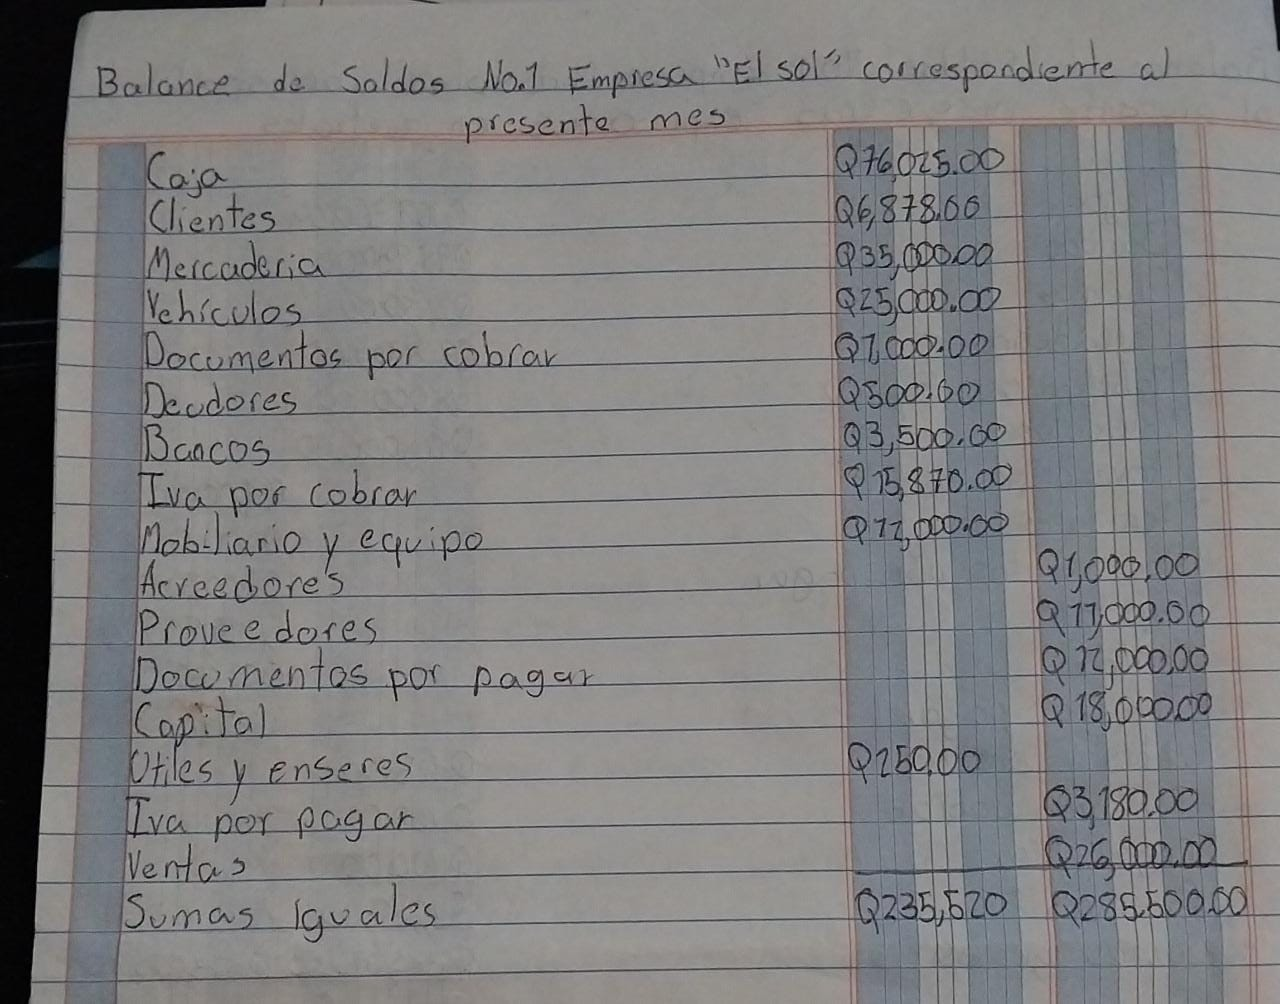 Balance de Saldos No.1 Empresa "El sol" correspondiente al
presente mes
Caja Q76,025.00
Clientes Q6,878.00
Mercaderia Q35,000.00
Vehículos Q25,000.00
Documentos por cobrar Q1,000.00
Deudores Q500.00
Bancos Q3,500.00
Iva por cobrar Q15,870.00
Mobiliario y equipo Q12,000.00
Acreedores Q1,000.00
Proveedores Q11,000.00
Documentos por pagar Q12,000.00
Capital Q18,000.00
Utiles y enseres Q250.00
Iva por pagar Q3,180.00
Ventas Q26,000.00
Sumas Iguales Q235,520 Q285,500.00